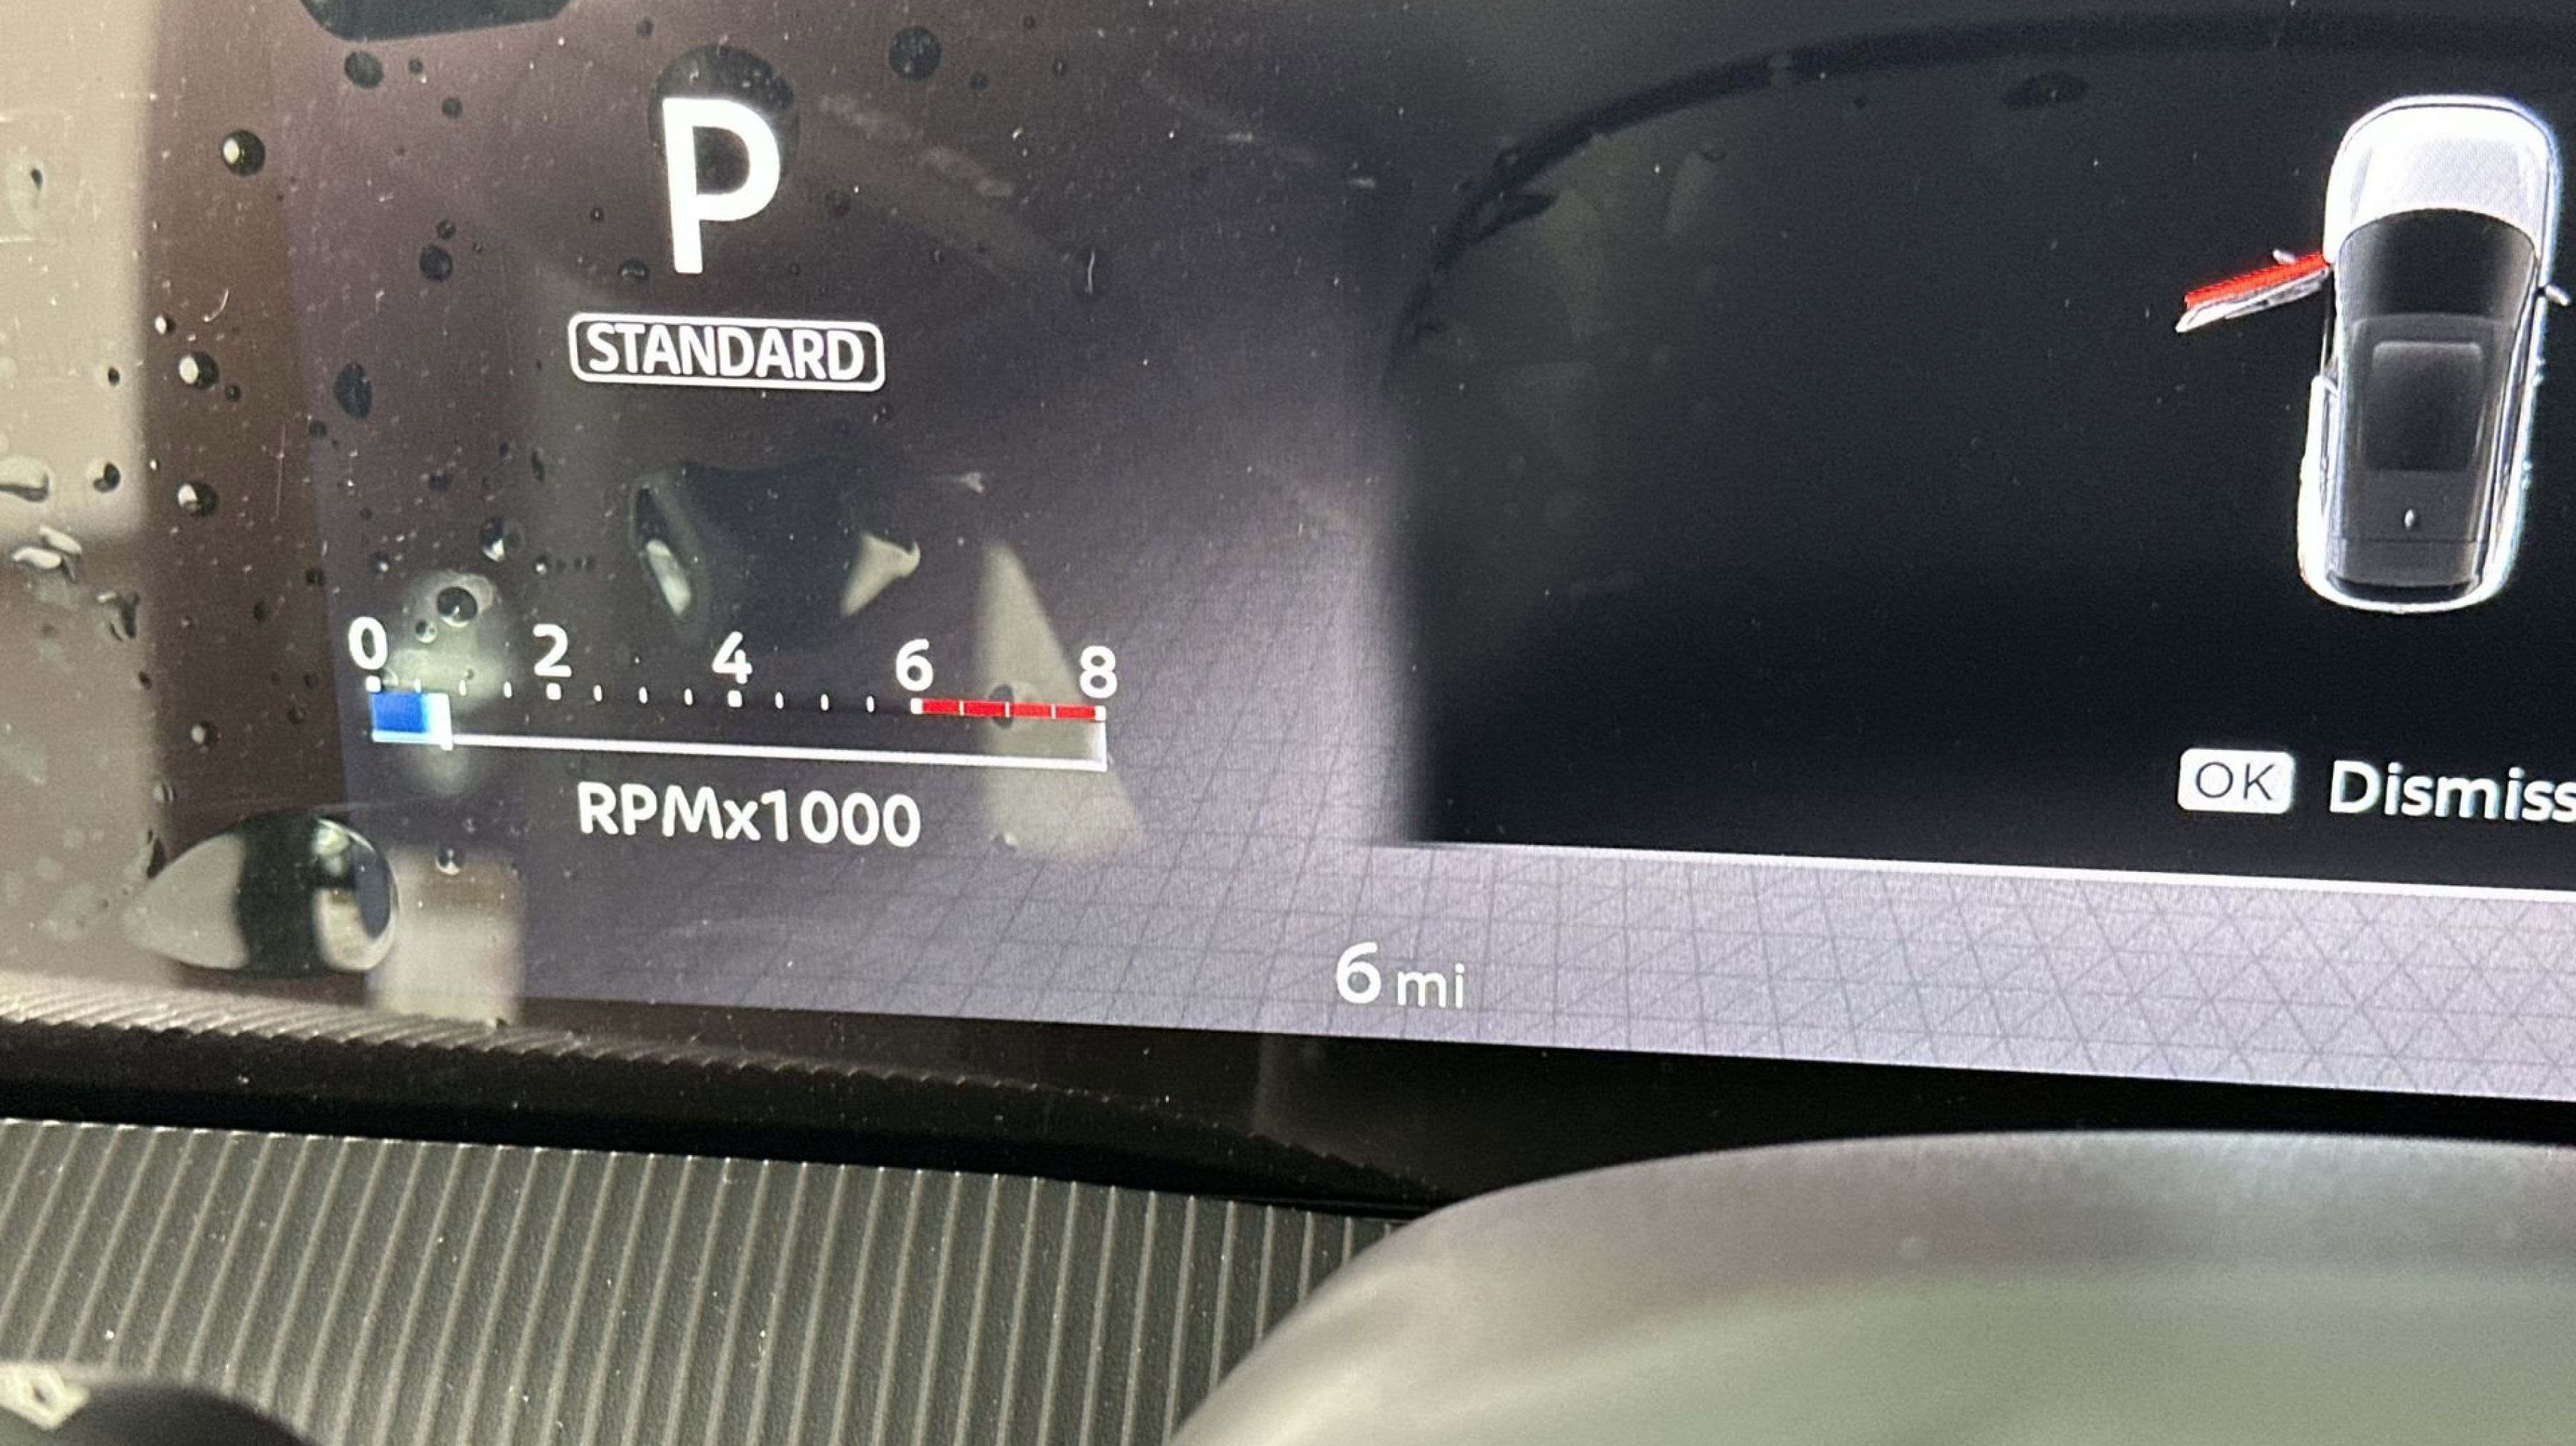 P
STANDARD
0 2 4 6 8
RPMx1000
OK Dismiss
6 mi